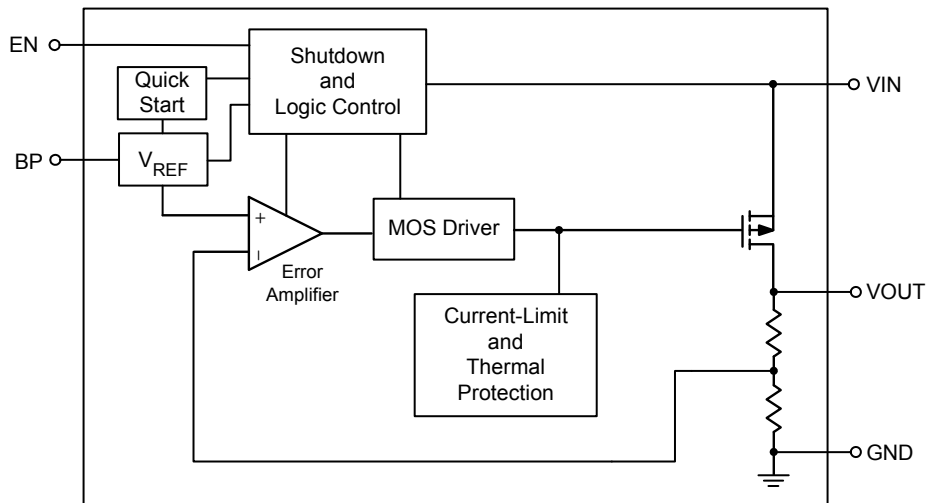 EN
Shutdown
and
Logic Control
Quick
Start
VIN
BP
VREF
+
MOS Driver
−
Error
Amplifier
VOUT
Current-Limit
and
Thermal
Protection
GND